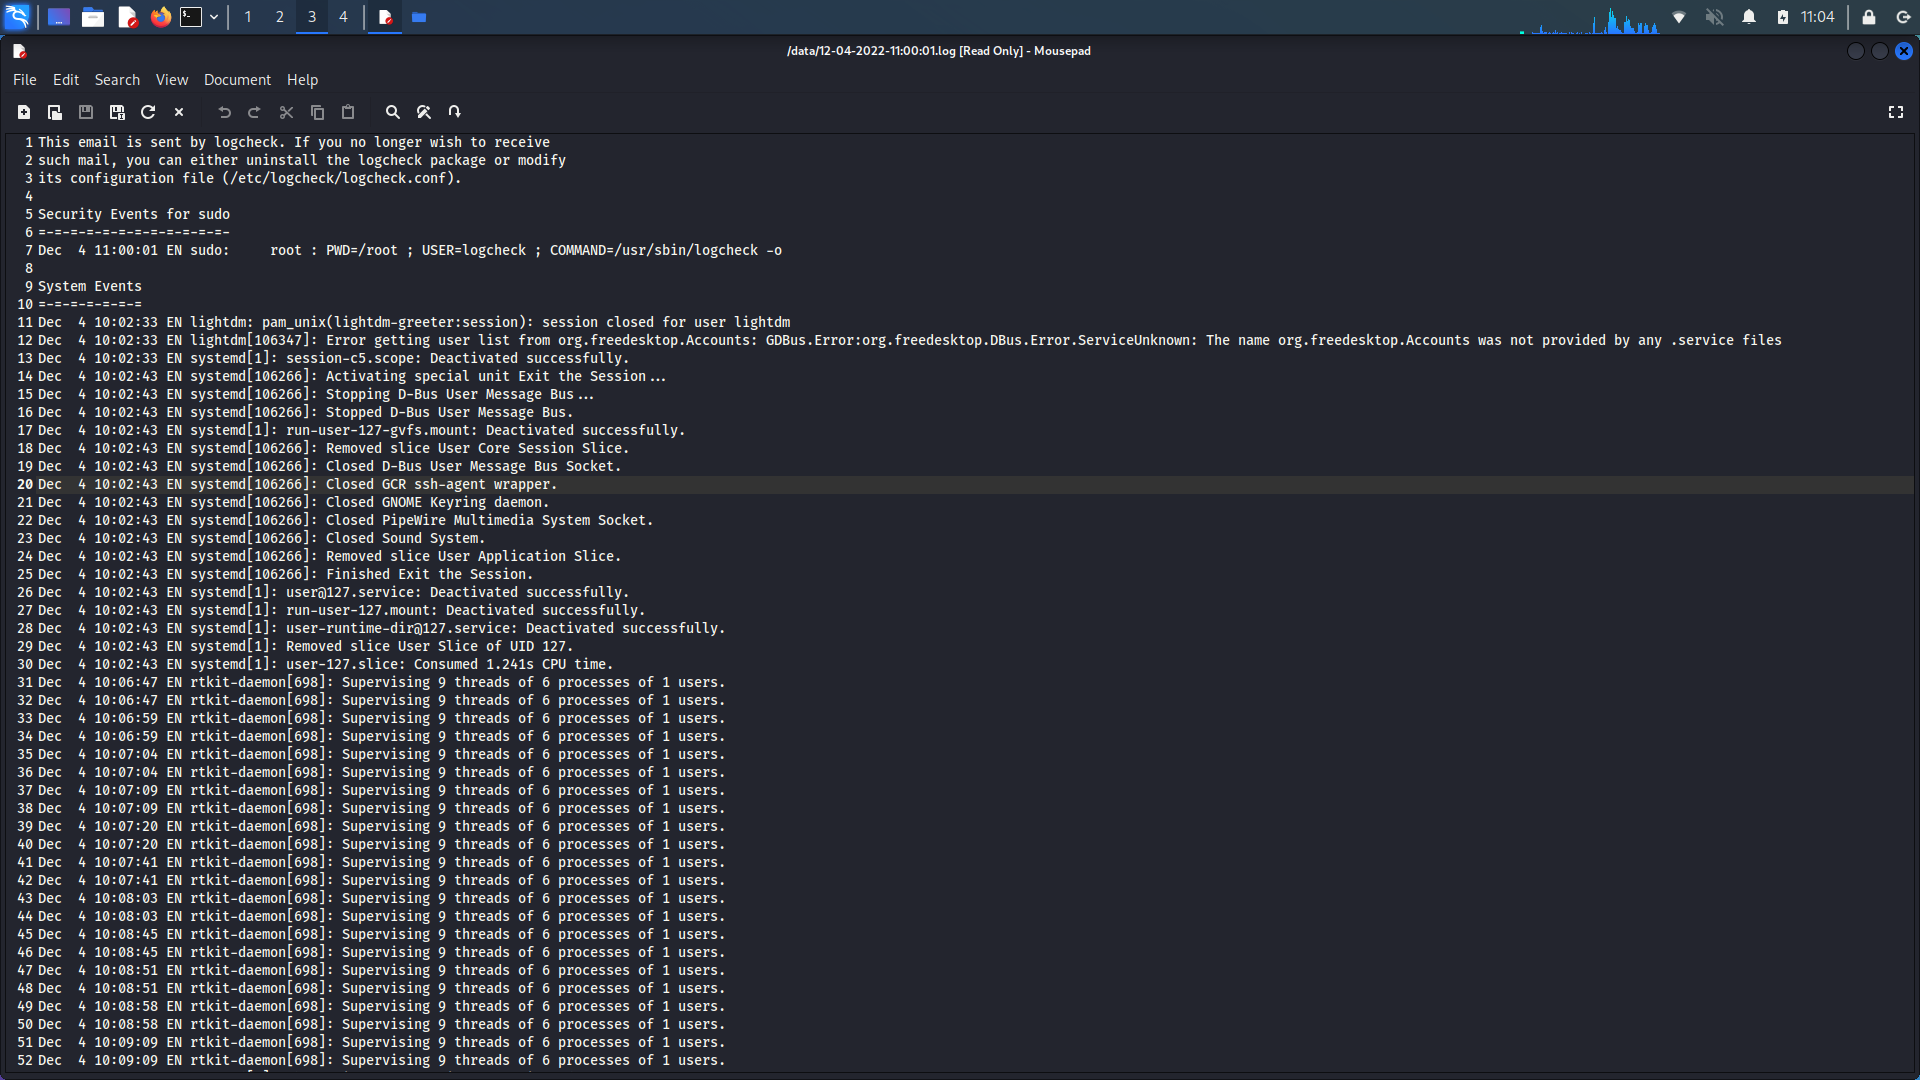 1 2 3 4 11:04
/data/12-04-2022-11:00:01.log [Read Only] - Mousepad
File Edit Search View Document Help
1 This email is sent by logcheck. If you no longer wish to receive
2 such mail, you can either uninstall the logcheck package or modify
3 its configuration file (/etc/logcheck/logcheck.conf).
4
5 Security Events for sudo
6 =-=-=-=-=-=-=-=-=-=-=-=-
7 Dec  4 11:00:01 EN sudo:     root : PWD=/root ; USER=logcheck ; COMMAND=/usr/sbin/logcheck -o
8
9 System Events
10 =-=-=-=-=-=-=
11 Dec  4 10:02:33 EN lightdm: pam_unix(lightdm-greeter:session): session closed for user lightdm
12 Dec  4 10:02:33 EN lightdm[106347]: Error getting user list from org.freedesktop.Accounts: GDBus.Error:org.freedesktop.DBus.Error.ServiceUnknown: The name org.freedesktop.Accounts was not provided by any .service files
13 Dec  4 10:02:33 EN systemd[1]: session-c5.scope: Deactivated successfully.
14 Dec  4 10:02:43 EN systemd[106266]: Activating special unit Exit the Session...
15 Dec  4 10:02:43 EN systemd[106266]: Stopping D-Bus User Message Bus...
16 Dec  4 10:02:43 EN systemd[106266]: Stopped D-Bus User Message Bus.
17 Dec  4 10:02:43 EN systemd[1]: run-user-127-gvfs.mount: Deactivated successfully.
18 Dec  4 10:02:43 EN systemd[106266]: Removed slice User Core Session Slice.
19 Dec  4 10:02:43 EN systemd[106266]: Closed D-Bus User Message Bus Socket.
20 Dec  4 10:02:43 EN systemd[106266]: Closed GCR ssh-agent wrapper.
21 Dec  4 10:02:43 EN systemd[106266]: Closed GNOME Keyring daemon.
22 Dec  4 10:02:43 EN systemd[106266]: Closed PipeWire Multimedia System Socket.
23 Dec  4 10:02:43 EN systemd[106266]: Closed Sound System.
24 Dec  4 10:02:43 EN systemd[106266]: Removed slice User Application Slice.
25 Dec  4 10:02:43 EN systemd[106266]: Finished Exit the Session.
26 Dec  4 10:02:43 EN systemd[1]: user@127.service: Deactivated successfully.
27 Dec  4 10:02:43 EN systemd[1]: run-user-127.mount: Deactivated successfully.
28 Dec  4 10:02:43 EN systemd[1]: user-runtime-dir@127.service: Deactivated successfully.
29 Dec  4 10:02:43 EN systemd[1]: Removed slice User Slice of UID 127.
30 Dec  4 10:02:43 EN systemd[1]: user-127.slice: Consumed 1.241s CPU time.
31 Dec  4 10:06:47 EN rtkit-daemon[698]: Supervising 9 threads of 6 processes of 1 users.
32 Dec  4 10:06:47 EN rtkit-daemon[698]: Supervising 9 threads of 6 processes of 1 users.
33 Dec  4 10:06:59 EN rtkit-daemon[698]: Supervising 9 threads of 6 processes of 1 users.
34 Dec  4 10:06:59 EN rtkit-daemon[698]: Supervising 9 threads of 6 processes of 1 users.
35 Dec  4 10:07:04 EN rtkit-daemon[698]: Supervising 9 threads of 6 processes of 1 users.
36 Dec  4 10:07:04 EN rtkit-daemon[698]: Supervising 9 threads of 6 processes of 1 users.
37 Dec  4 10:07:09 EN rtkit-daemon[698]: Supervising 9 threads of 6 processes of 1 users.
38 Dec  4 10:07:09 EN rtkit-daemon[698]: Supervising 9 threads of 6 processes of 1 users.
39 Dec  4 10:07:20 EN rtkit-daemon[698]: Supervising 9 threads of 6 processes of 1 users.
40 Dec  4 10:07:20 EN rtkit-daemon[698]: Supervising 9 threads of 6 processes of 1 users.
41 Dec  4 10:07:41 EN rtkit-daemon[698]: Supervising 9 threads of 6 processes of 1 users.
42 Dec  4 10:07:41 EN rtkit-daemon[698]: Supervising 9 threads of 6 processes of 1 users.
43 Dec  4 10:08:03 EN rtkit-daemon[698]: Supervising 9 threads of 6 processes of 1 users.
44 Dec  4 10:08:03 EN rtkit-daemon[698]: Supervising 9 threads of 6 processes of 1 users.
45 Dec  4 10:08:45 EN rtkit-daemon[698]: Supervising 9 threads of 6 processes of 1 users.
46 Dec  4 10:08:45 EN rtkit-daemon[698]: Supervising 9 threads of 6 processes of 1 users.
47 Dec  4 10:08:51 EN rtkit-daemon[698]: Supervising 9 threads of 6 processes of 1 users.
48 Dec  4 10:08:51 EN rtkit-daemon[698]: Supervising 9 threads of 6 processes of 1 users.
49 Dec  4 10:08:58 EN rtkit-daemon[698]: Supervising 9 threads of 6 processes of 1 users.
50 Dec  4 10:08:58 EN rtkit-daemon[698]: Supervising 9 threads of 6 processes of 1 users.
51 Dec  4 10:09:09 EN rtkit-daemon[698]: Supervising 9 threads of 6 processes of 1 users.
52 Dec  4 10:09:09 EN rtkit-daemon[698]: Supervising 9 threads of 6 processes of 1 users.